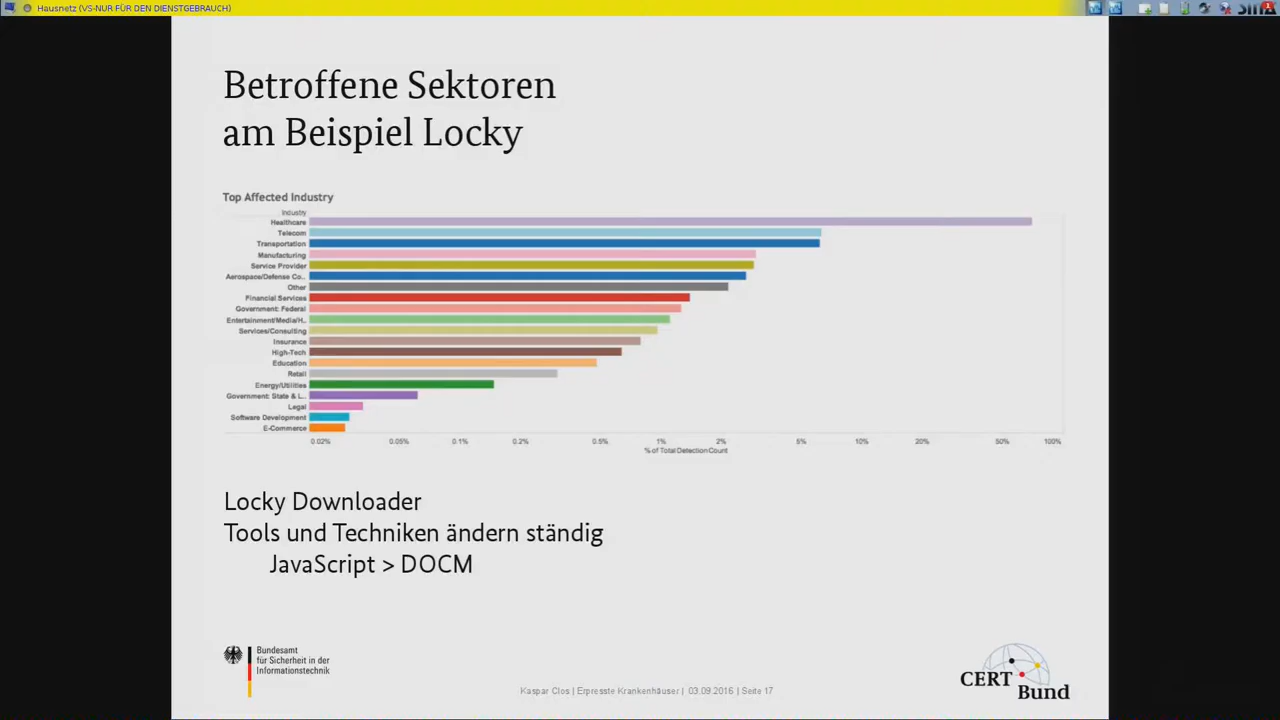 Hausnetz (VS-NUR FÜR DEN DIENSTGEBRAUCH)
Betroffene Sektoren
am Beispiel Locky
Top Affected Industry
Industry
Healthcare
Telecom
Transportation
Manufacturing
Service Provider
Aerospace/Defense Co..
Other
Financial Services
Government: Federal
Entertainment/Media/H..
Services/Consulting
Insurance
High-Tech
Education
Retail
Energy/Utilities
Government: State & L..
Legal
Software Development
E-Commerce
0.02% 0.05% 0.1% 0.2% 0.5% 1% 2% 5% 10% 20% 50% 100%
% of Total Detection Count
Locky Downloader
Tools und Techniken ändern ständig
JavaScript > DOCM
Bundesamt
für Sicherheit in der
Informationstechnik
Kaspar Clos | Erpresste Krankenhäuser | 03.09.2016 | Seite 17
CERT
Bund